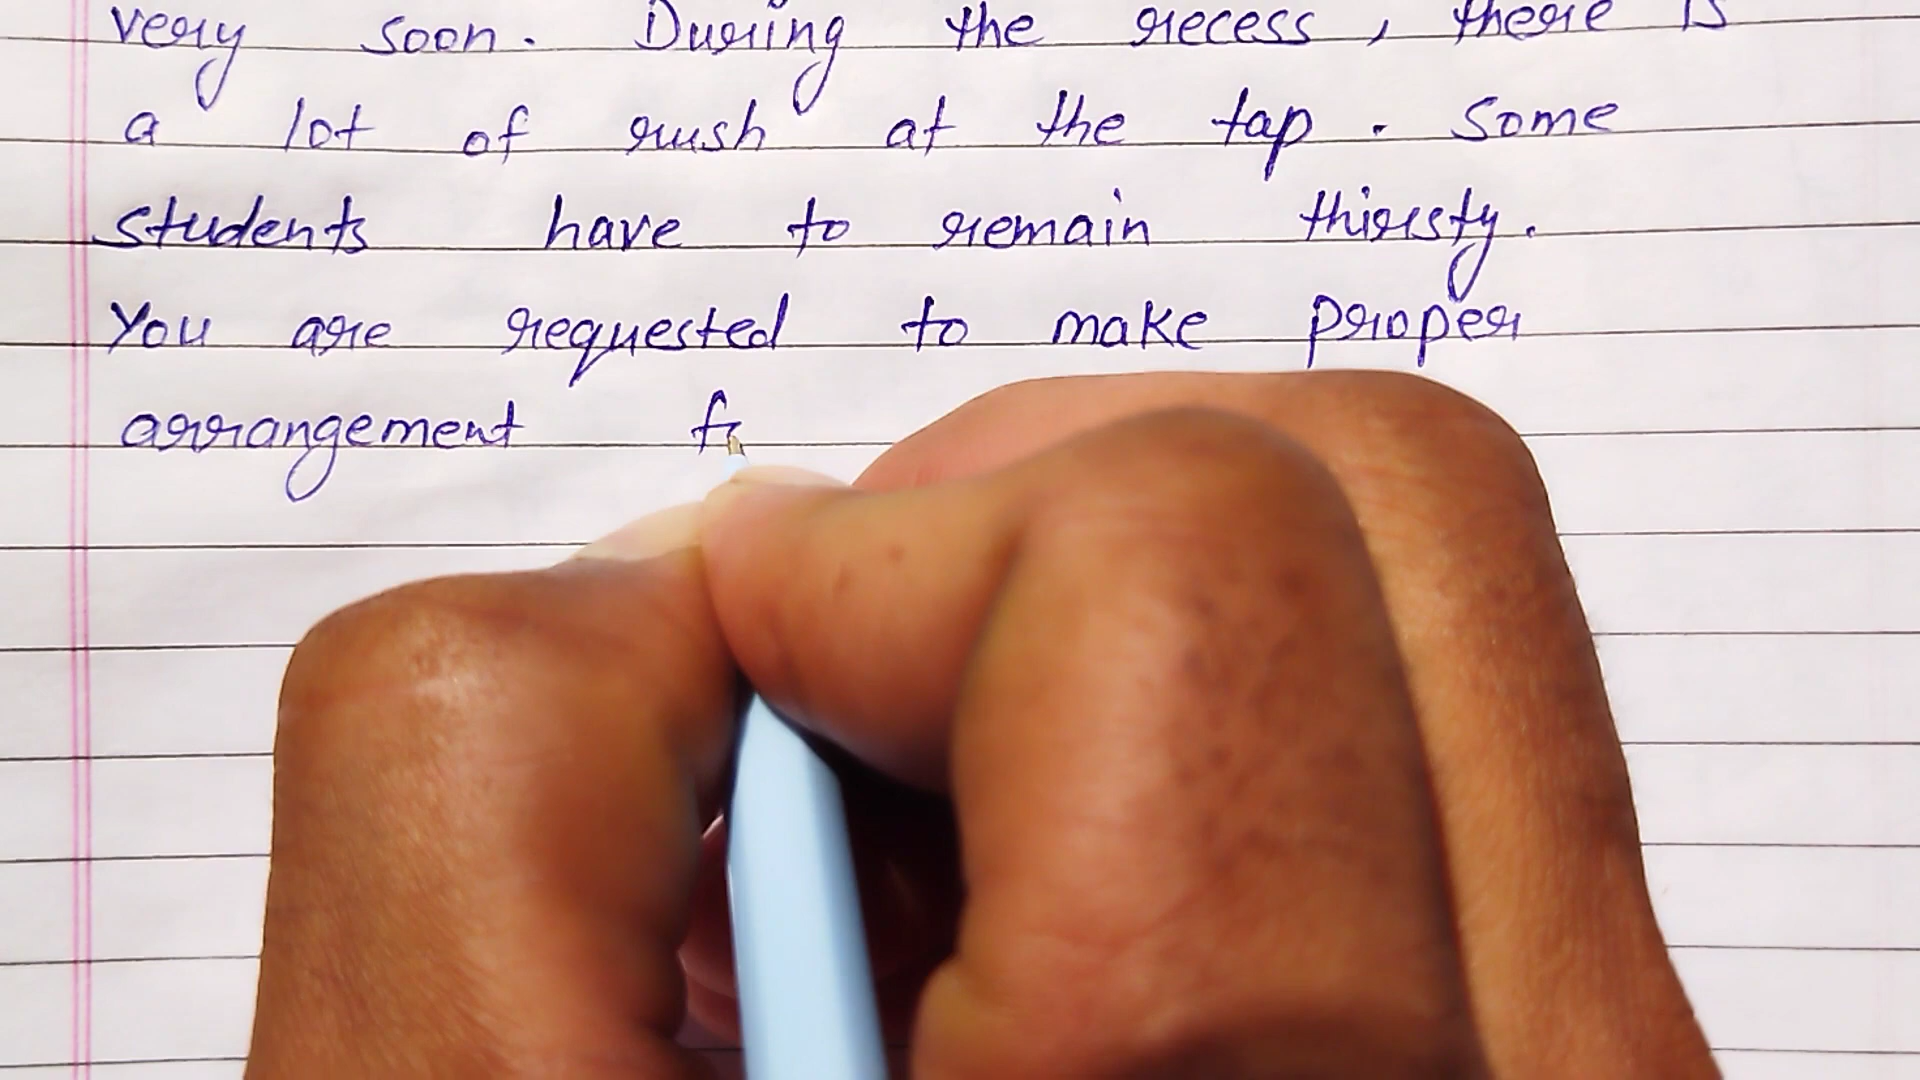 very soon. During the recess, there is
a lot of rush at the tap. Some
students have to remain thirsty.
You are requested to make proper
arrangement